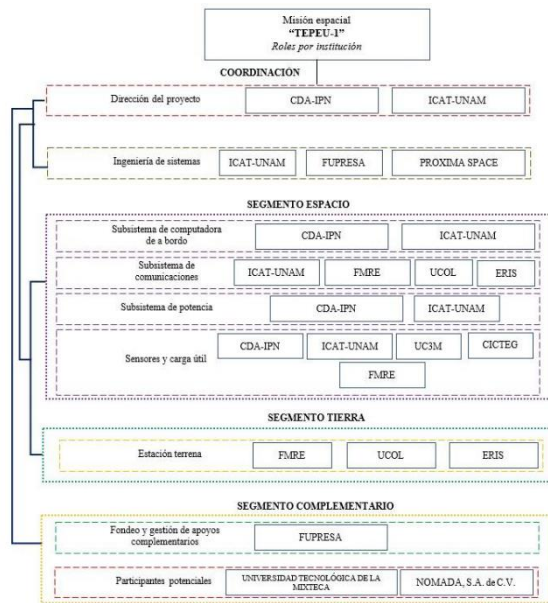 Misión espacial
“TEPEU-1”
Roles por institución
COORDINACIÓN
Dirección del proyecto
CDA-IPN
ICAT-UNAM
Ingeniería de sistemas
ICAT-UNAM
FUPRESA
PROXIMA SPACE
SEGMENTO ESPACIO
Subsistema de computadora
de a bordo
CDA-IPN
ICAT-UNAM
Subsistema de
comunicaciones
ICAT-UNAM
FMRE
UCOL
ERIS
Subsistema de potencia
CDA-IPN
ICAT-UNAM
Sensores y carga útil
CDA-IPN
ICAT-UNAM
UC3M
CICTEG
FMRE
SEGMENTO TIERRA
Estación terrena
FMRE
UCOL
ERIS
SEGMENTO COMPLEMENTARIO
Fondeo y gestión de apoyos
complementarios
FUPRESA
Participantes potenciales
UNIVERSIDAD TECNOLÓGICA DE LA
MIXTECA
NOMADA, S.A. de C.V.